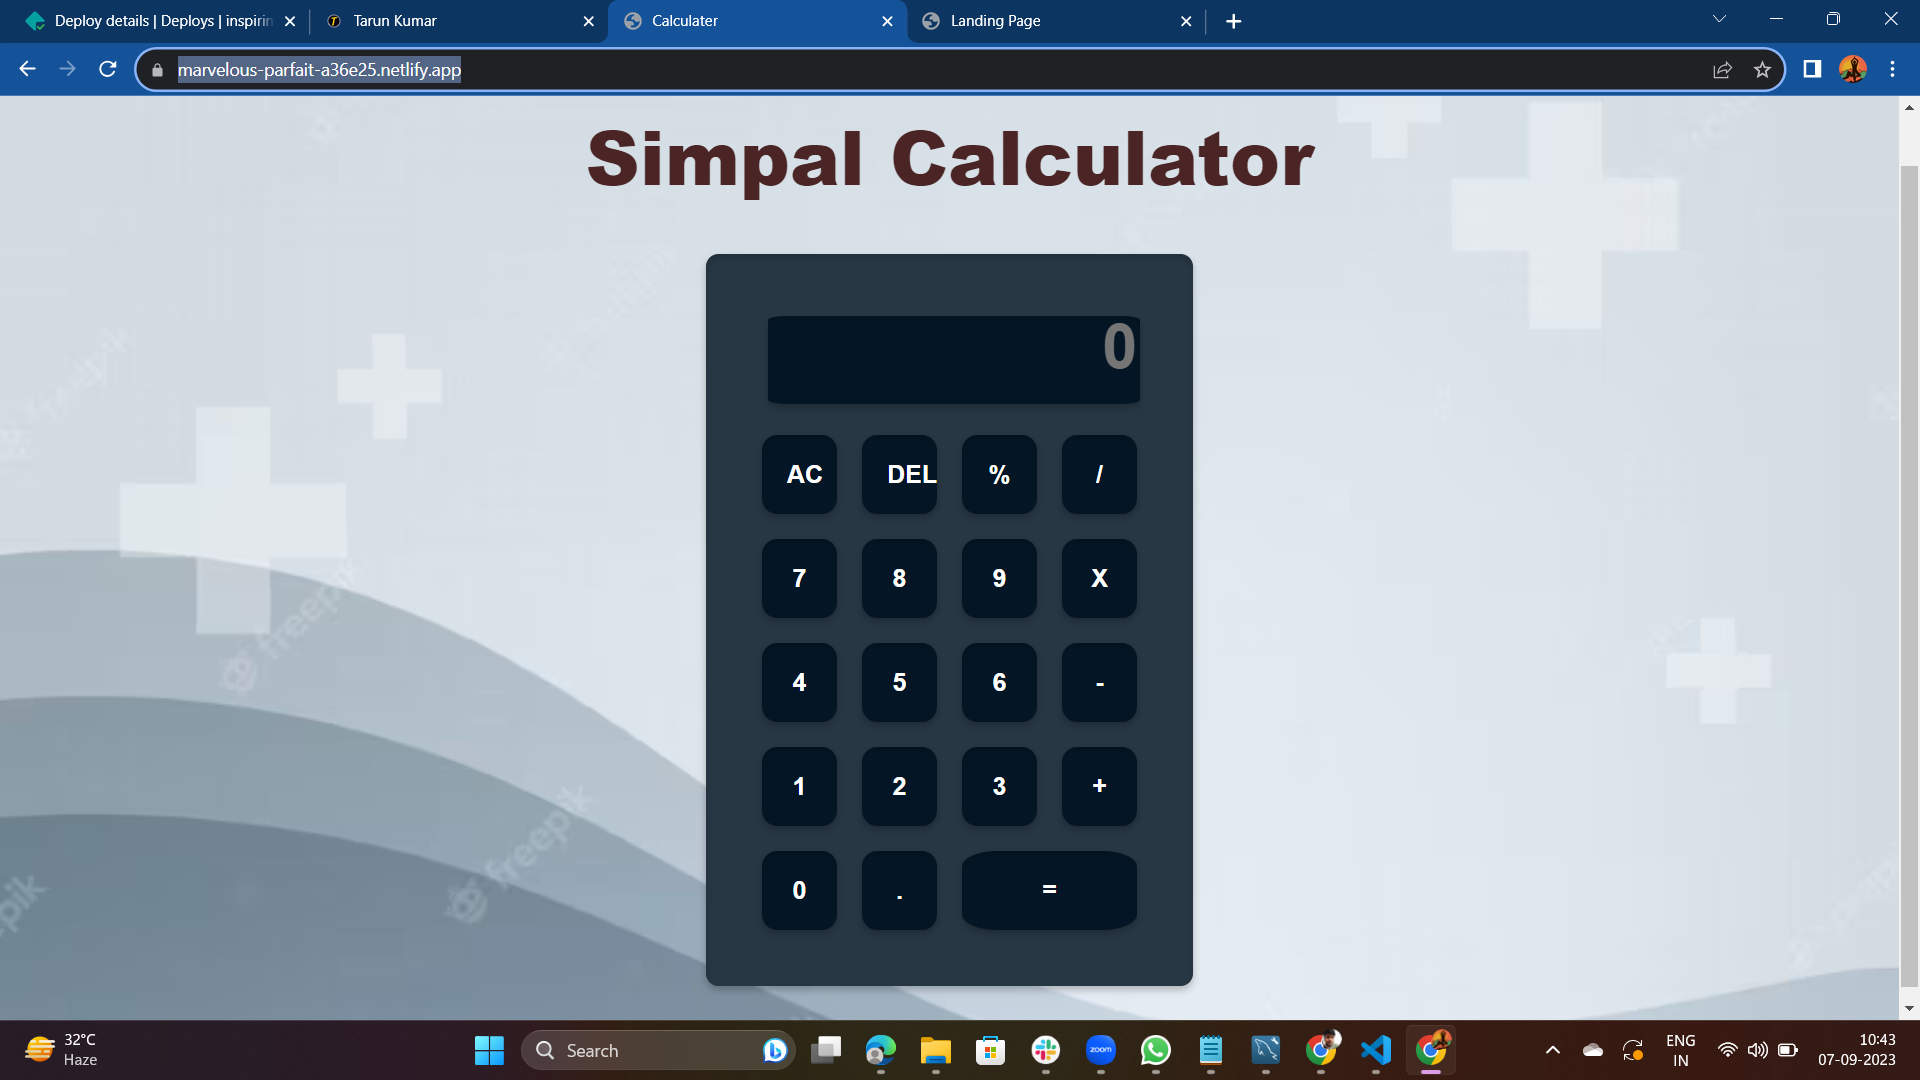 Deploy details | Deploys | inspirin
Tarun Kumar
Calculater
Landing Page
marvelous-parfait-a36e25.netlify.app
Simpal Calculator
0
AC DEL % /
7 8 9 X
4 5 6 -
1 2 3 +
0 . =
freepik
freepik
32°C
Haze
Search
zoom
ENG
IN
10:43
07-09-2023